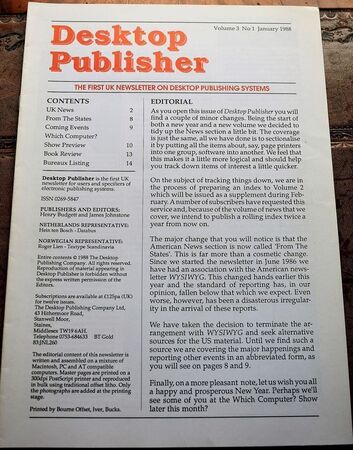 Desktop
Publisher
Volume 3 No 1 January 1988
THE FIRST UK NEWSLETTER ON DESKTOP PUBLISHING SYSTEMS
CONTENTS
UK News 2
From The States 8
Coming Events 9
Which Computer?
Show Preview 10
Book Review 13
Bureaux Listing 14
Desktop Publisher is the first UK
newsletter for users and specifiers of
electronic publishing systems.
ISSN 0269-5847
PUBLISHERS AND EDITORS:
Henry Budgett and James Johnstone
NETHERLANDS REPRESENTATIVE:
Hein ten Bosch - Databus
NORWEGIAN REPRESENTATIVE:
Roger Lien - Texttype Scandinavia
Entire contents © 1988 The Desktop
Publishing Company. All rights reserved.
Reproduction of material appearing in
Desktop Publisher is forbidden without
the express written permission of the
Editors.
Subscriptions are available at £125pa (UK)
for twelve issues.
The Desktop Publishing Company Ltd,
43 Hithermoor Road,
Stanwell Moor,
Staines,
Middlesex TW19 6AH.
Telephone 0753-684633 BT Gold
83:JNL260
The editorial content of this newsletter is
written and assembled on a mixture of
Macintosh, PC and AT compatible
computers. Master pages are printed on a
300dpi PostScript printer and reproduced
in bulk using traditional offset litho. Only
the photographs are added at the printing
stage.
Printed by Bourne Offset, Iver, Bucks.
EDITORIAL
As you open this issue of Desktop Publisher you will
find a couple of minor changes. Being the start of
both a new year and a new volume we decided to
tidy up the News section a little bit. The coverage
is just the same, all we have done is to sectionalise
it by putting all the items about, say, page printers
into one group, software into another. We feel that
this makes it a little more logical and should help
you track down items of interest a little quicker.
On the subject of tracking things down, we are in
the process of preparing an index to Volume 2
which will be issued as a supplement during Feb-
ruary. A number of subscribers have requested this
service and, because of the volume of news that we
cover, we intend to publish a rolling index twice a
year from now on.
The major change that you will notice is that the
American News section is now called 'From The
States'. This is far more than a cosmetic change.
Since we started the newsletter in June 1986 we
have had an association with the American news-
letter WYSIWYG. This changed hands earlier this
year and the standard of reporting has, in our
opinion, fallen below that which we expect. Even
worse, however, has been a disastrous irregular-
ity in the arrival of these reports.
We have taken the decision to terminate the ar-
rangement with WYSIWYG and seek alternative
sources for the US material. Until we find such a
source we are covering the major happenings and
reporting other events in an abbreviated form, as
you will see on pages 8 and 9.
Finally, on a more pleasant note, let us wish you all
a happy and prosperous New Year. Perhaps we'll
see some of you at the Which Computer? Show
later this month?